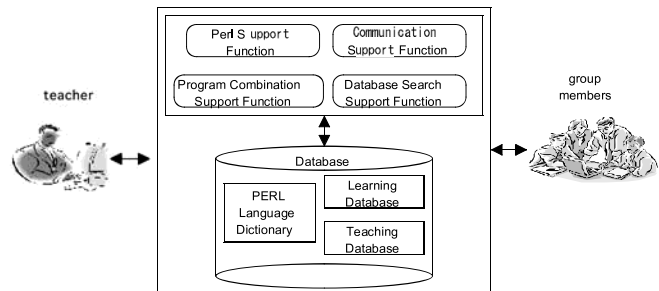 Perl Support
Function
Communication
Support Function
Program Combination
Support Function
Database Search
Support Function
teacher
group
members
Database
PERL
Language
Dictionary
Learning
Database
Teaching
Database